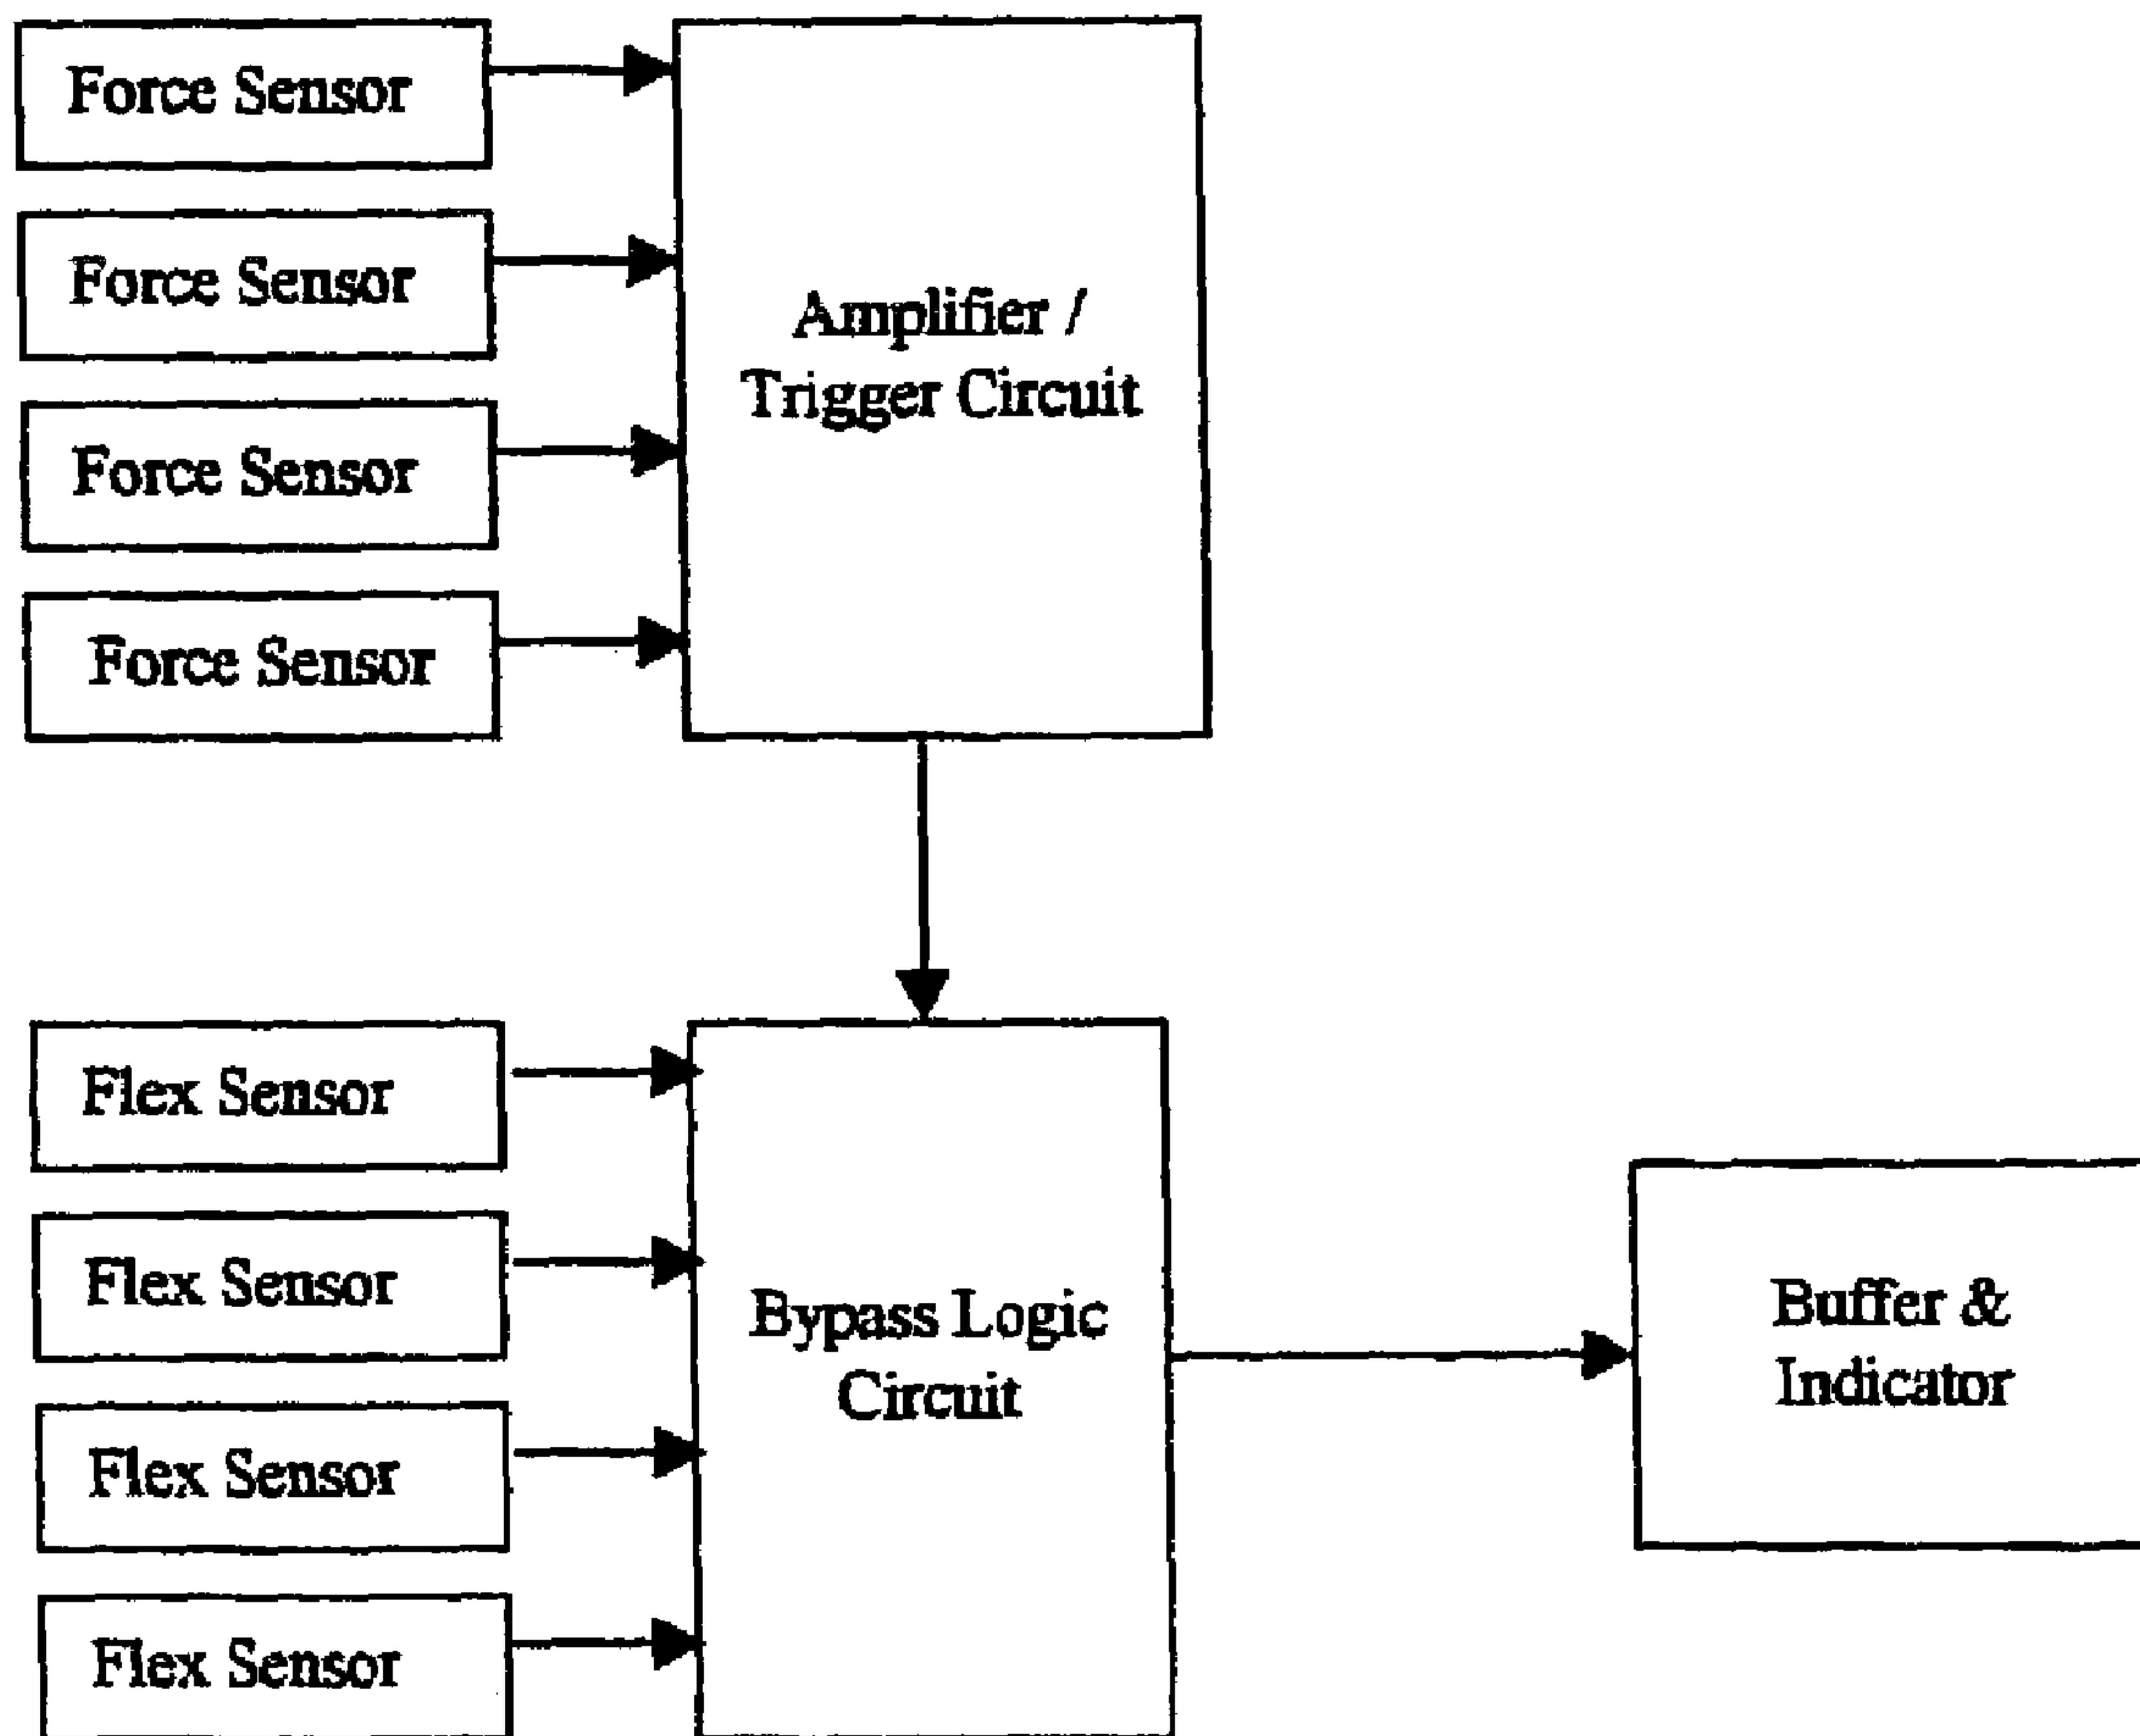 Force Sensor
Force Sensor
Force Sensor
Force Sensor
Amplifier /
Trigger Circuit
Flex Sensor
Flex Sensor
Flex Sensor
Flex Sensor
Bypass Logic
Circuit
Buffer &
Indicator